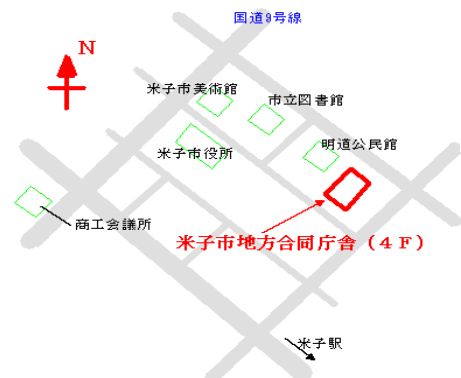 国道9号線
N
米子市美術館
市立図書館
明道公民館
米子市役所
商工会議所
米子市地方合同庁舎（4F）
米子駅